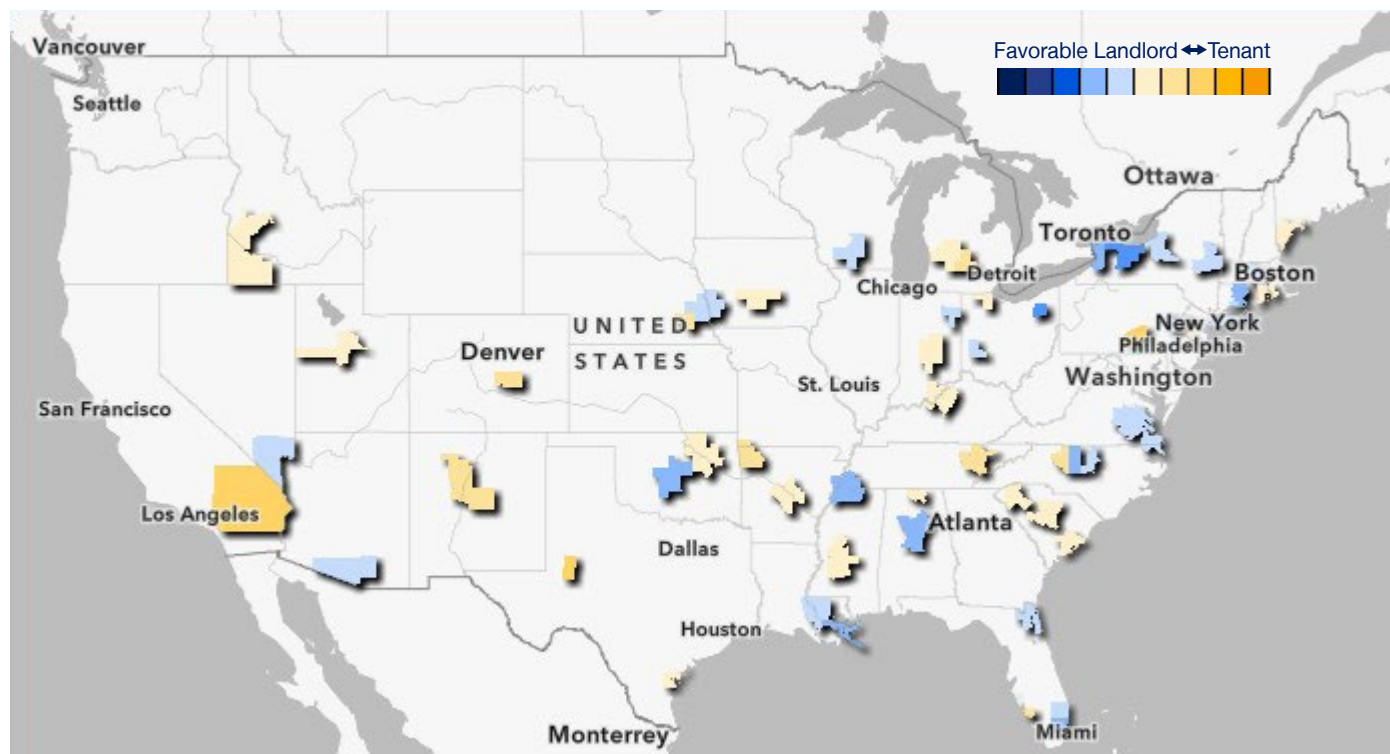 Vancouver
Favorable Landlord ↔ Tenant
Seattle
Ottawa
Toronto
Detroit
Boston
Chicago
New York
UNITED
STATES
Denver
Philadelphia
St. Louis
Washington
San Francisco
Los Angeles
Atlanta
Dallas
Houston
Monterrey
Miami